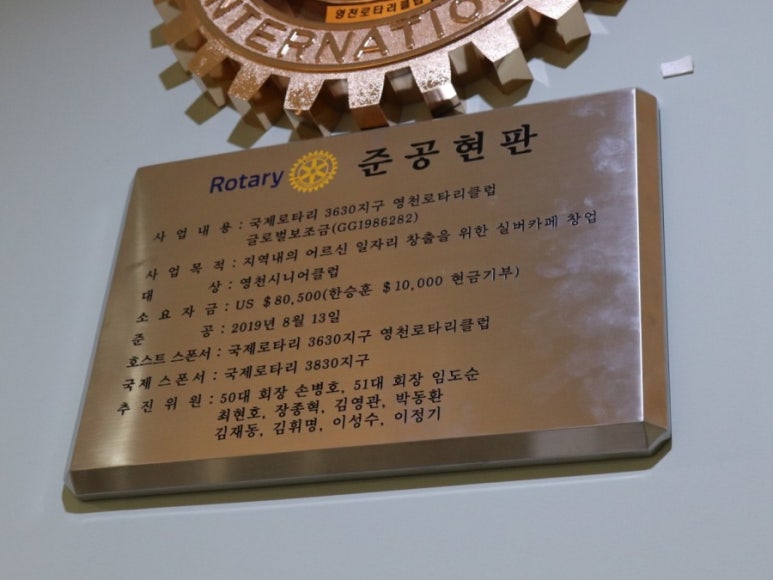 INTERNATIO
영천로타리클럽
Rotary 준공현판
사업내용 : 국제로타리 3630지구 영천로타리클럽
글로벌보조금(GG1986282)
사업목적 : 지역내의 어르신 일자리 창출을 위한 실버카페 창업
대 상 : 영천시니어클럽
소요자금 : US $80,500(한승훈 $10,000 현금기부)
준 공 : 2019년 8월 13일
호스트 스폰서 : 국제로타리 3630지구 영천로타리클럽
국제 스폰서 : 국제로타리 3830지구
추진위원 : 50대 회장 손병호, 51대 회장 임도순
최현호, 장종혁, 김영관, 박동환
김재동, 김휘명, 이성수, 이정기